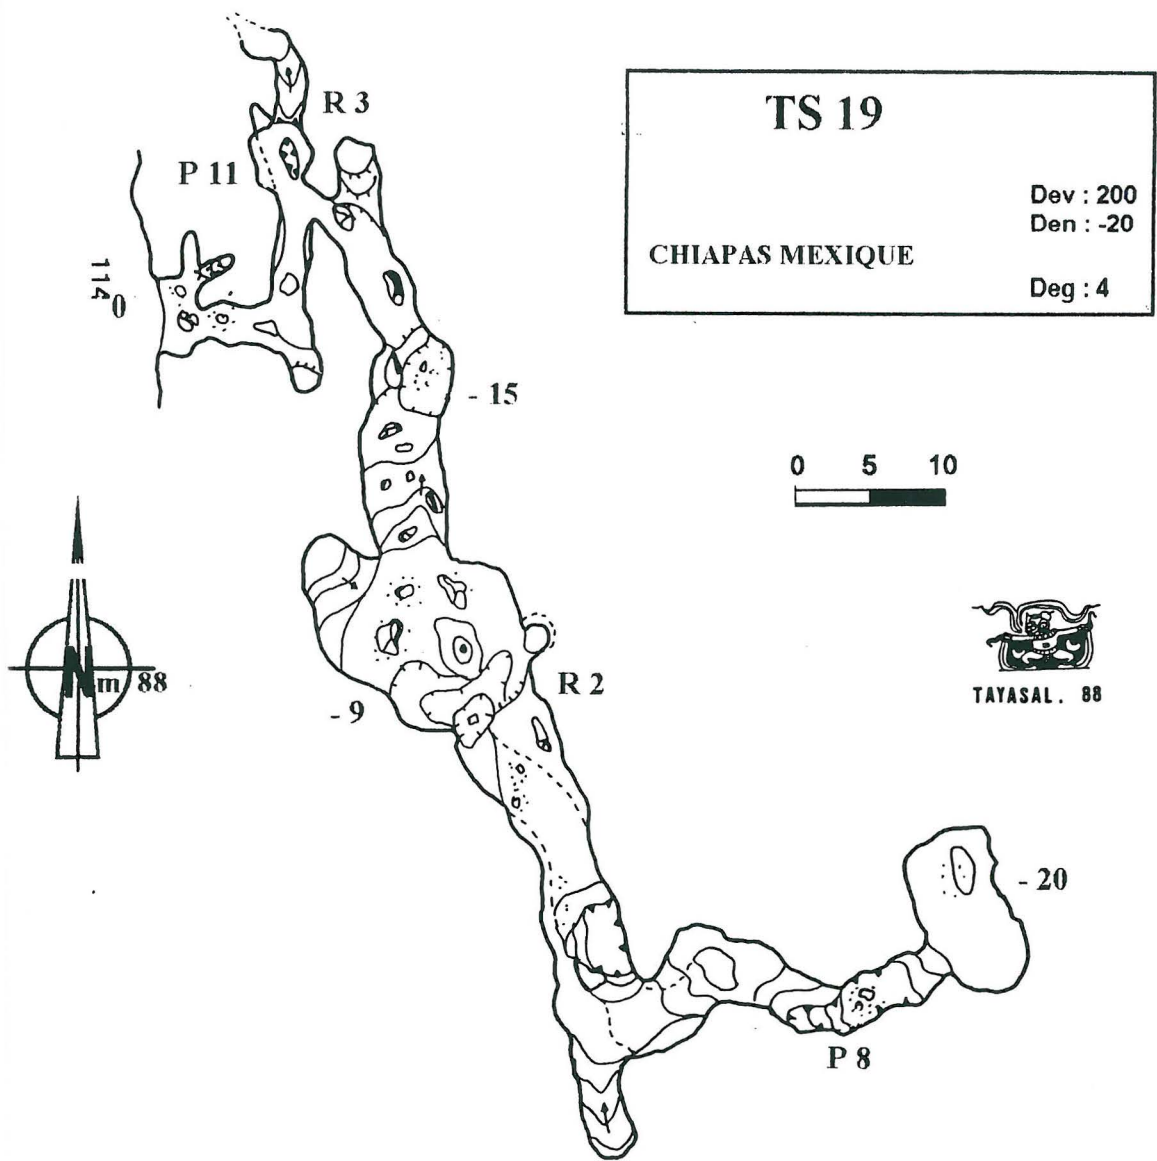 TS 19
Dev : 200
Den : -20
CHIAPAS MEXIQUE
Deg : 4
R 3
P 11
114
0
- 15
0 5 10
N
m 88
R 2
- 9
TAYASAL . 88
- 20
P 8